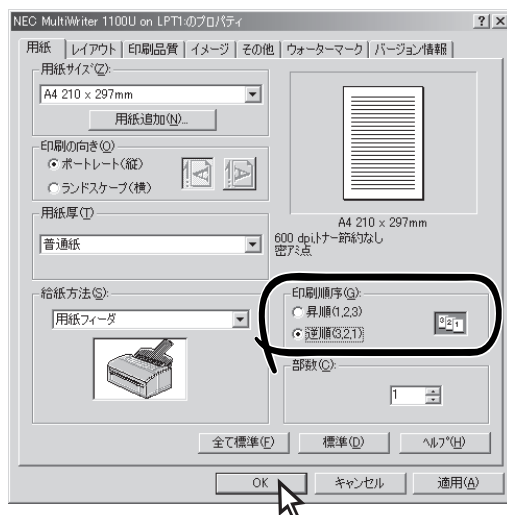 NEC MultiWriter 1100U on LPT1:のプロパティ
用紙 レイアウト 印刷品質 イメージ その他 ウォーターマーク バージョン情報
用紙サイズ(Z):
A4 210 x 297mm
用紙追加(N)...
印刷の向き(O)
ポートレート(縦)
ランドスケープ(横)
A4 210 x 297mm
600 dpi,トナー節約なし
密アミ点
用紙厚(T)
普通紙
給紙方法(S):
用紙フィーダ
印刷順序(G):
昇順(1,2,3)
逆順(3,2,1)
3 2 1
部数(C):
1
全て標準(F) 標準(D) ヘルプ(H)
OK キャンセル 適用(A)